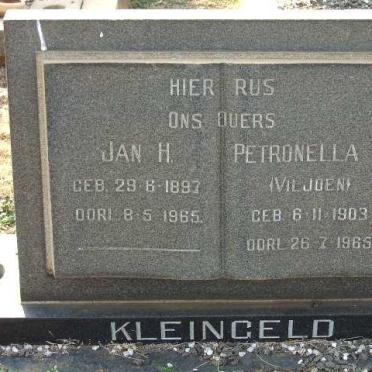 HIER RUS
ONS OUERS
JAN H.
GEB. 29-6-1897
OORL. 8-5-1965.
PETRONELLA
(VILJOEN)
GEB. 6-11-1903
OORL. 26-7-1965
KLEINGELD